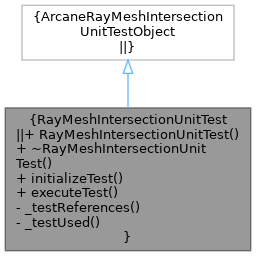 {ArcaneRayMeshIntersection
UnitTestObject
||}
{RayMeshIntersectionUnitTest
||+ RayMeshIntersectionUnitTest()
+ ~RayMeshIntersectionUnit
Test()
+ initializeTest()
+ executeTest()
- _testReferences()
- _testUsed()
}